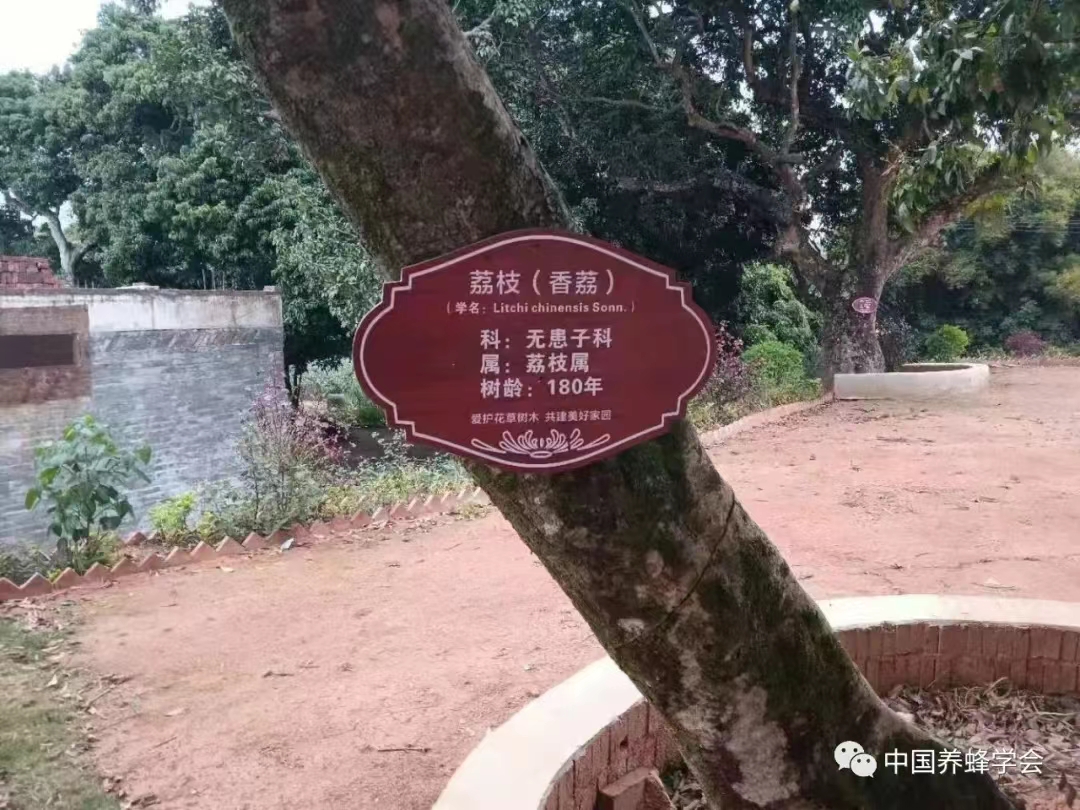 荔枝（香荔）
（学名：Litchi chinensis Sonn.）
科：无患子科
属：荔枝属
树龄：180年
爱护花草树木 共建美好家园
中国养蜂学会